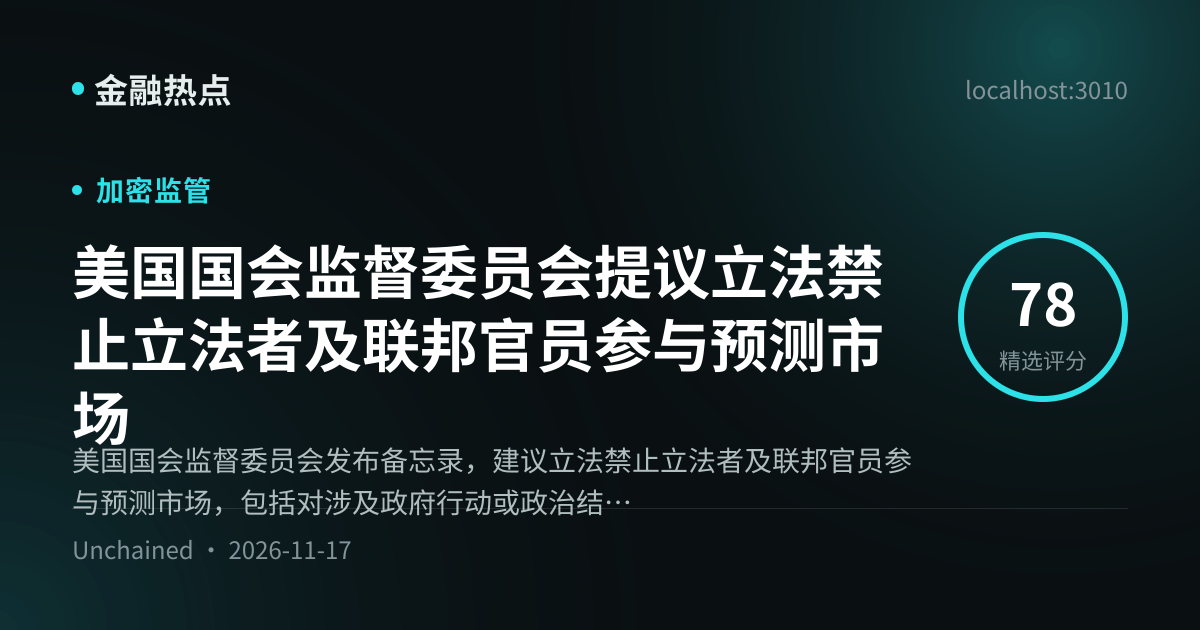 金融热点
localhost:3010
加密监管
美国国会监督委员会提议立法禁
止立法者及联邦官员参与预测市
场
78
精选评分
美国国会监督委员会发布备忘录，建议立法禁止立法者及联邦官员参
与预测市场，包括对涉及政府行动或政治结…
Unchained • 2026-11-17